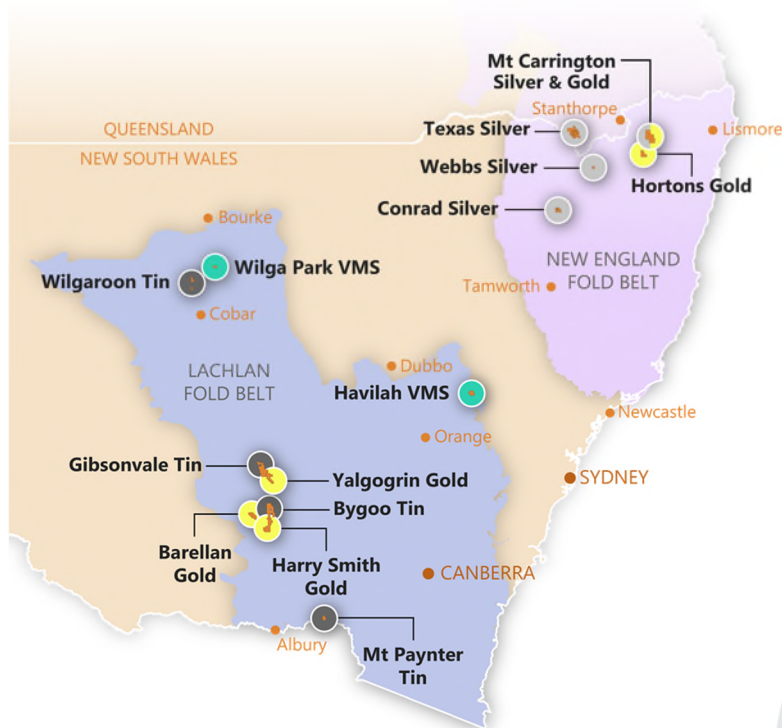 Mt Carrington
Silver & Gold
Stanthorpe
Texas Silver
Lismore
QUEENSLAND
NEW SOUTH WALES
Webbs Silver
Hortons Gold
Conrad Silver
Bourke
NEW ENGLAND
FOLD BELT
Wilga Park VMS
Wilgaroon Tin
Tamworth
Cobar
LACHLAN
FOLD BELT
Dubbo
Havilah VMS
Newcastle
Orange
Gibsonvale Tin
Yalgogrin Gold
SYDNEY
Bygoo Tin
Barellan
Gold
Harry Smith
Gold
CANBERRA
Albury
Mt Paynter
Tin